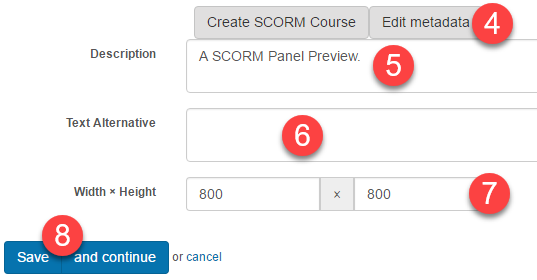 Create SCORM Course Edit metadata 4
Description A SCORM Panel Preview. 5
Text Alternative 6
Width × Height 800 × 800 7
8
Save and continue or cancel